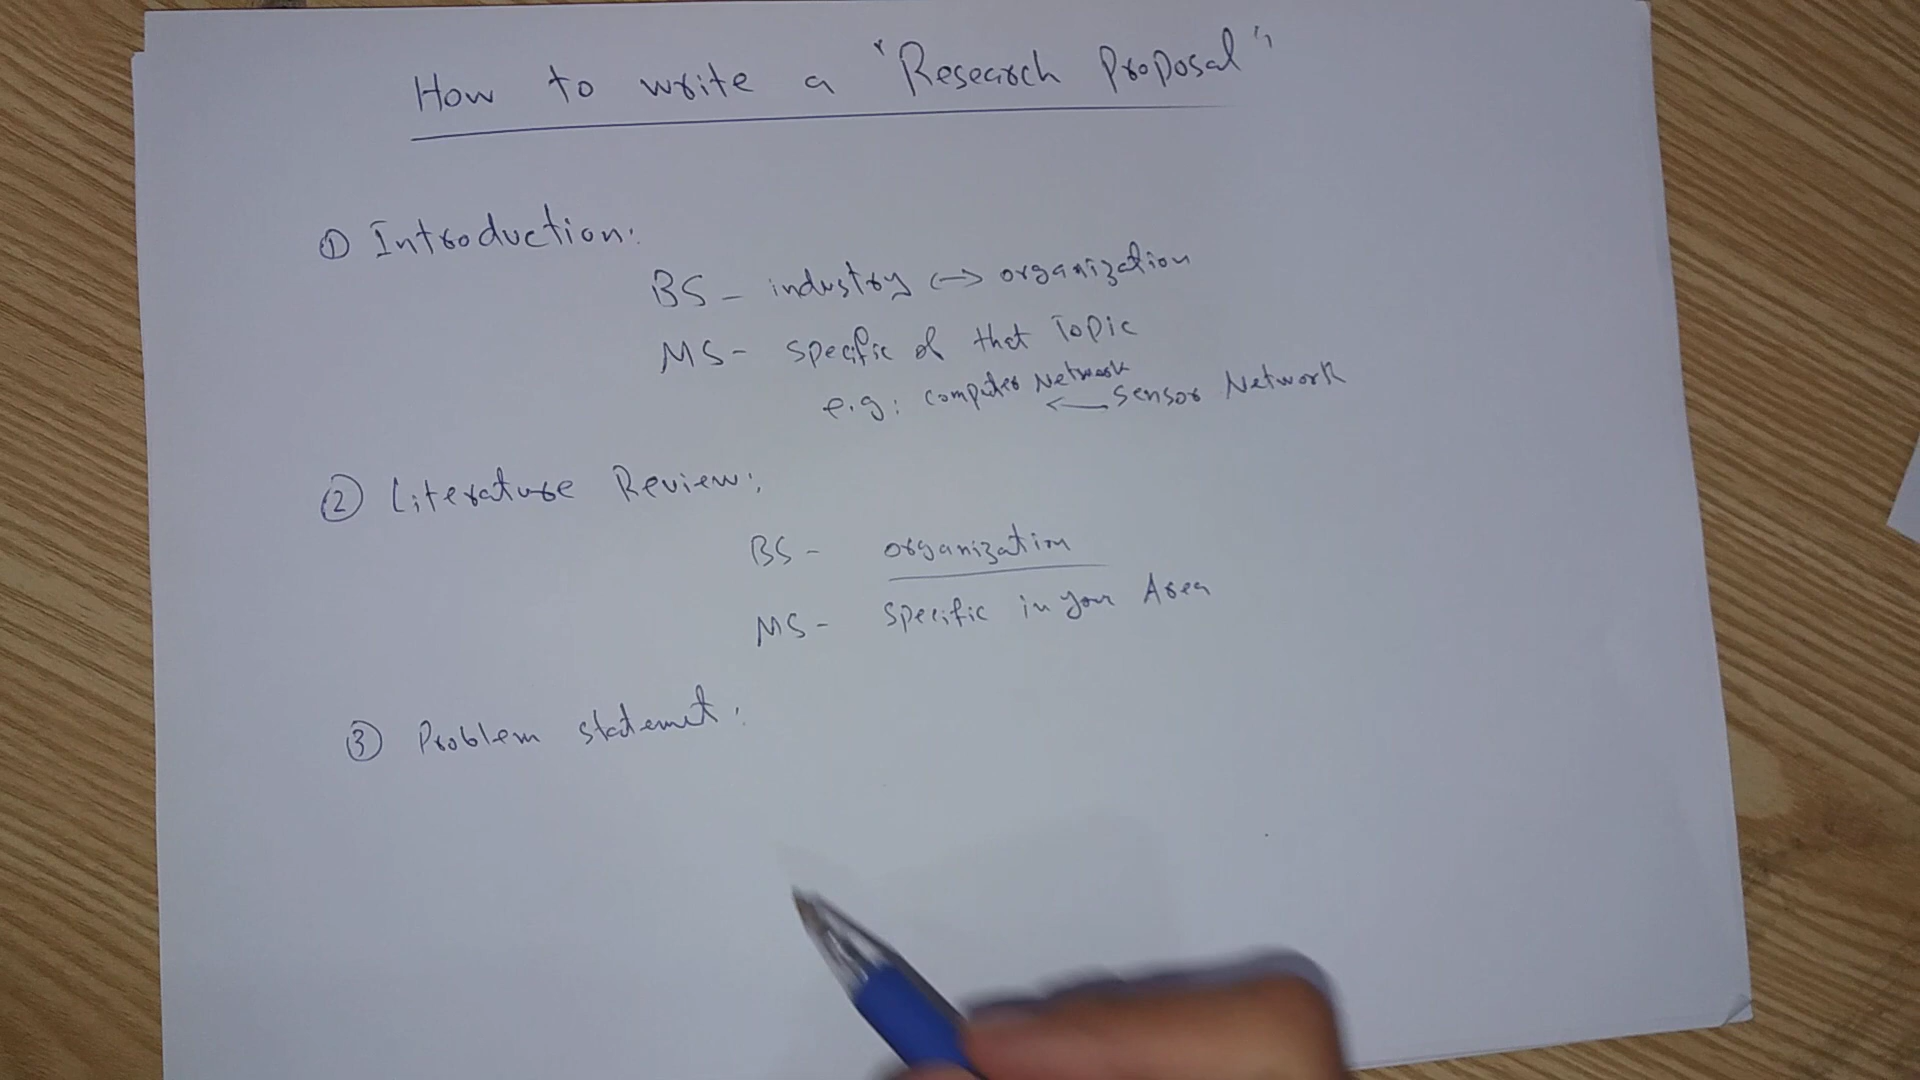 How to write a "Research Proposal"
① Introduction:
BS - industry ↔ organization
MS - specific of that Topic
e.g: computer Network ← Sensor Network
② Literature Review:
BS - organization
MS - specific in your Area
③ Problem statemet: